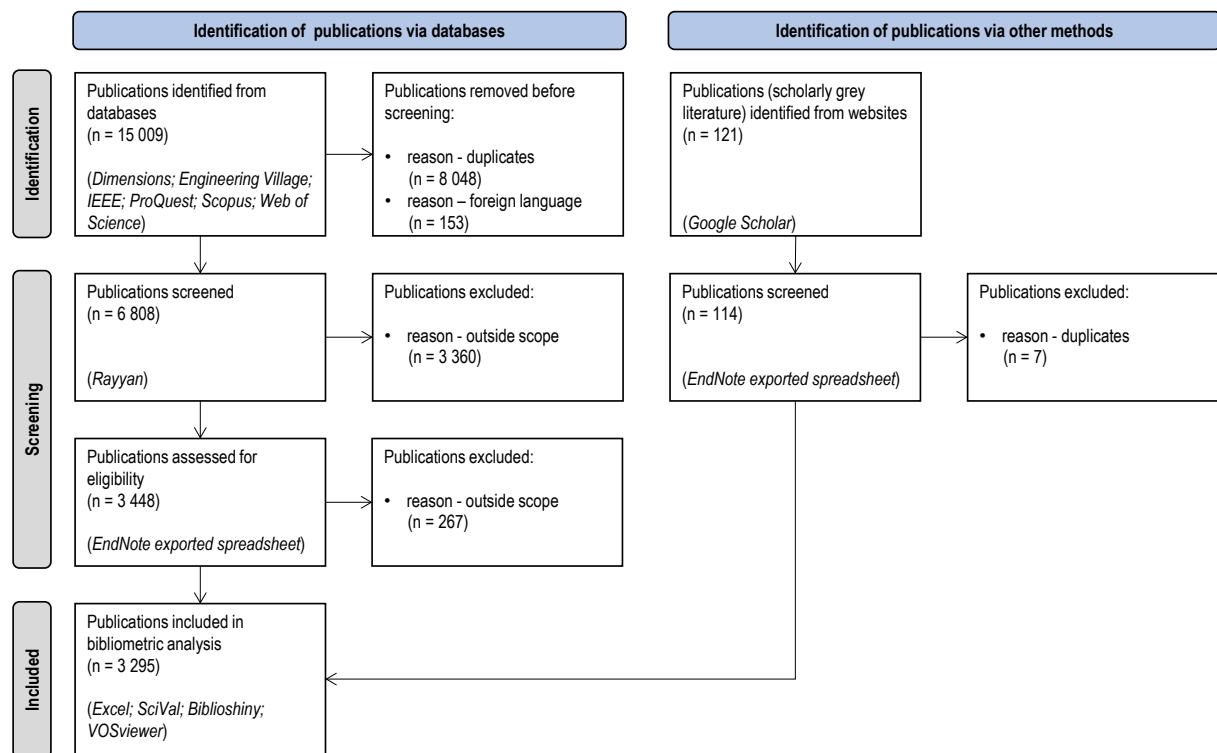 Identification of publications via databases
Identification of publications via other methods
Identification
Publications identified from
databases
(n = 15 009)
(Dimensions; Engineering Village;
IEEE; ProQuest; Scopus; Web of
Science)
Publications removed before
screening:
• reason - duplicates
(n = 8 048)
• reason – foreign language
(n = 153)
Publications (scholarly grey
literature) identified from websites
(n = 121)
(Google Scholar)
Screening
Publications screened
(n = 6 808)
(Rayyan)
Publications excluded:
• reason - outside scope
(n = 3 360)
Publications screened
(n = 114)
(EndNote exported spreadsheet)
Publications excluded:
• reason - duplicates
(n = 7)
Publications assessed for
eligibility
(n = 3 448)
(EndNote exported spreadsheet)
Publications excluded:
• reason - outside scope
(n = 267)
Included
Publications included in
bibliometric analysis
(n = 3 295)
(Excel; SciVal; Biblioshiny;
VOSviewer)